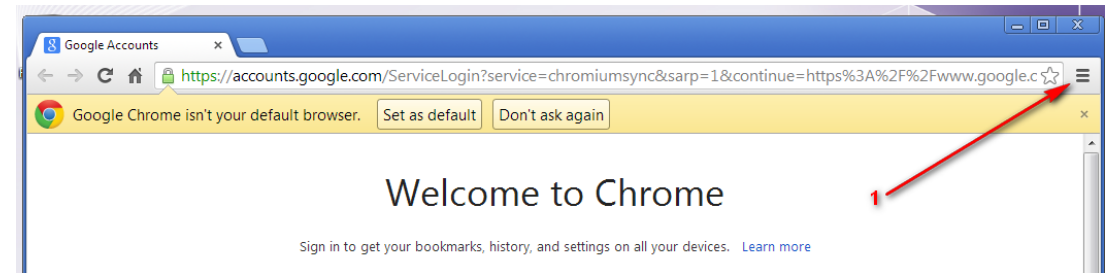 Google Accounts
https://accounts.google.com/ServiceLogin?service=chromiumsync&sarp=1&continue=https%3A%2F%2Fwww.google.c
Google Chrome isn't your default browser. Set as default Don't ask again
Welcome to Chrome
1
Sign in to get your bookmarks, history, and settings on all your devices. Learn more